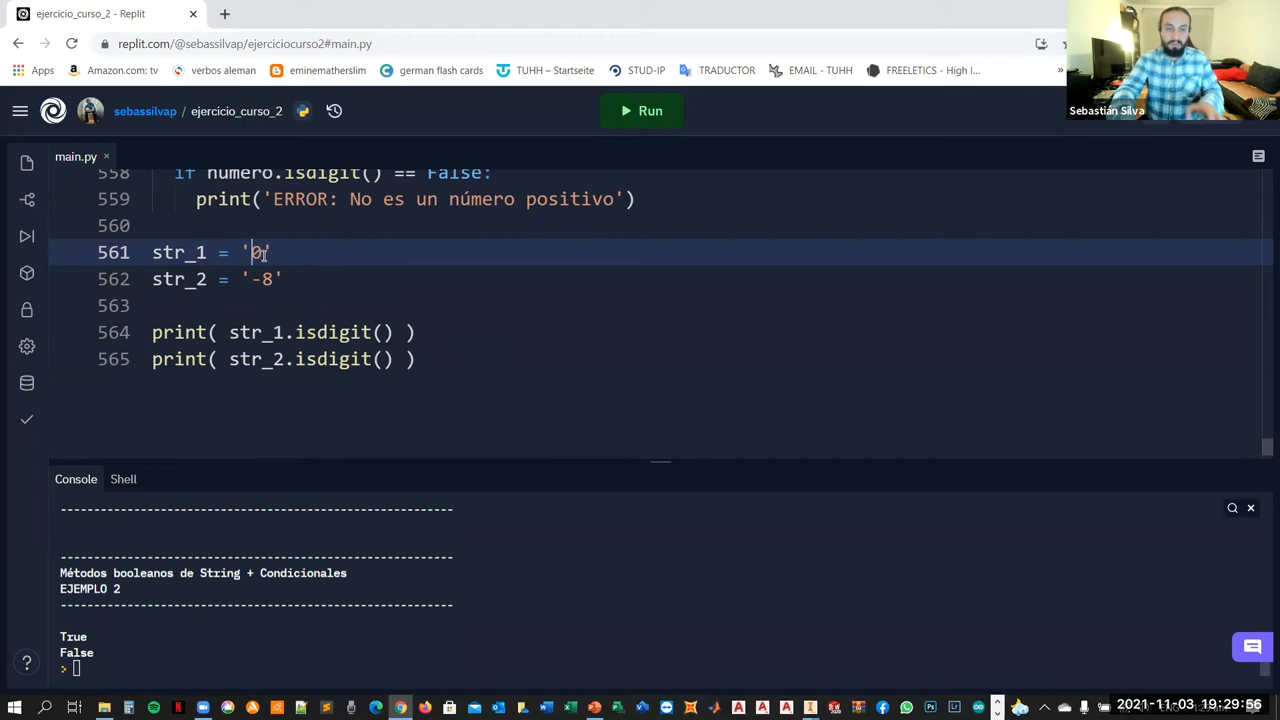 ejercicio_curso_2 - Replit
replit.com/@sebassilvap/ejerciciocurso2#main.py
Apps
Amazon.com: tv
verbos aleman
eminematherslim
german flash cards
TUHH – Startseite
STUD-IP
TRADUCTOR
EMAIL - TUHH
FREELETICS - High I...
»
Sebastián Silva
sebassilvap / ejercicio_curso_2
Run
main.py
558 if numero.isdigit() == False:
559 print('ERROR: No es un número positivo')
560
561 str_1 = '0'
562 str_2 = '-8'
563
564 print( str_1.isdigit() )
565 print( str_2.isdigit() )
Console
Shell
---------------------------------------------------------
---------------------------------------------------------
Métodos booleanos de String + Condicionales
EJEMPLO 2
---------------------------------------------------------
True
False
>
2021-11-03 19:29:56